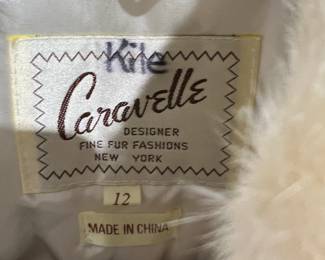 Kile
Caravelle
DESIGNER
FINE FUR FASHIONS
NEW YORK
12
MADE IN CHINA